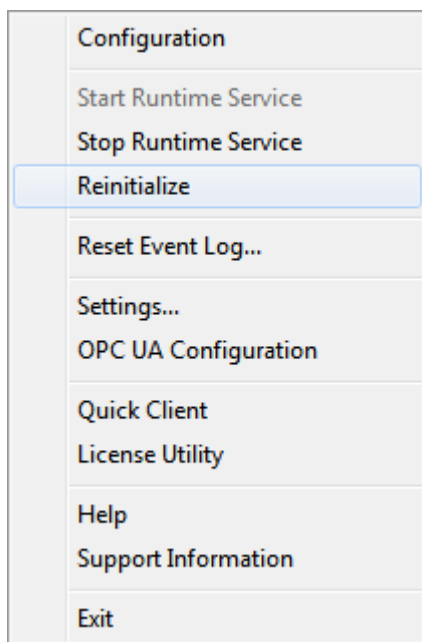 Configuration
Start Runtime Service
Stop Runtime Service
Reinitialize
Reset Event Log...
Settings...
OPC UA Configuration
Quick Client
License Utility
Help
Support Information
Exit